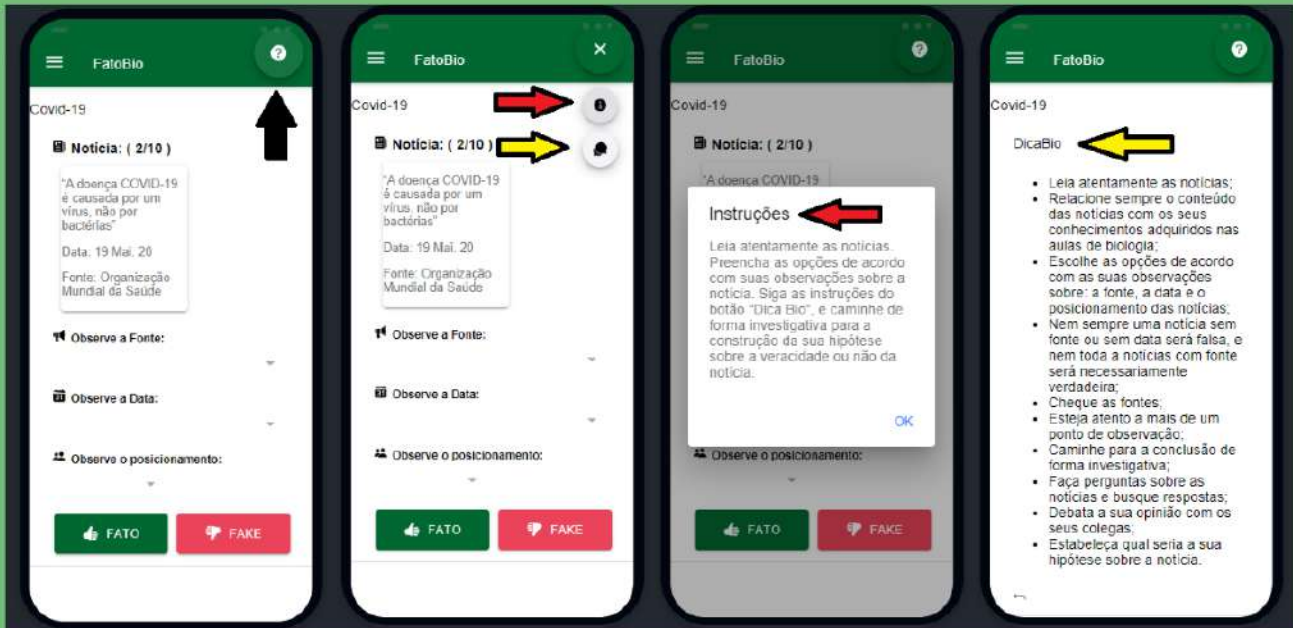 FatoBio
Covid-19
Notícia: ( 2/10 )
"A doença COVID-19
é causada por um
vírus, não por
bactérias"
Data: 19 Mai. 20
Fonte: Organização
Mundial da Saúde
Observe a Fonte:
Observe a Data:
Observe o posicionamento:
FATO
FAKE
FatoBio
Covid-19
Notícia: ( 2/10 )
"A doença COVID-19
é causada por um
vírus, não por
bactérias"
Data: 19 Mai. 20
Fonte: Organização
Mundial da Saúde
Observe a Fonte:
Observe a Data:
Observe o posicionamento:
FATO
FAKE
FatoBio
Covid-19
Notícia: ( 2/10 )
"A doença COVID-19
Instruções
Leia atentamente as notícias.
Preencha as opções de acordo
com suas observações sobre a
notícia. Siga as instruções do
botão "Dica Bio", e caminhe de
forma investigativa para a
construção da sua hipótese
sobre a veracidade ou não da
notícia.
OK
Observe o posicionamento:
FATO
FAKE
FatoBio
Covid-19
DicaBio
Leia atentamente as notícias;
Relacione sempre o conteúdo
das notícias com os seus
conhecimentos adquiridos nas
aulas de biologia;
Escolhe as opções de acordo
com as suas observações
sobre: a fonte, a data e o
posicionamento das notícias;
Nem sempre uma notícia sem
fonte ou sem data será falsa, e
nem toda a notícias com fonte
será necessariamente
verdadeira;
Cheque as fontes;
Esteja atento a mais de um
ponto de observação;
Caminhe para a conclusão de
forma investigativa;
Faça perguntas sobre as
notícias e busque respostas;
Debata a sua opinião com os
seus colegas;
Estabeleça qual seria a sua
hipótese sobre a notícia.